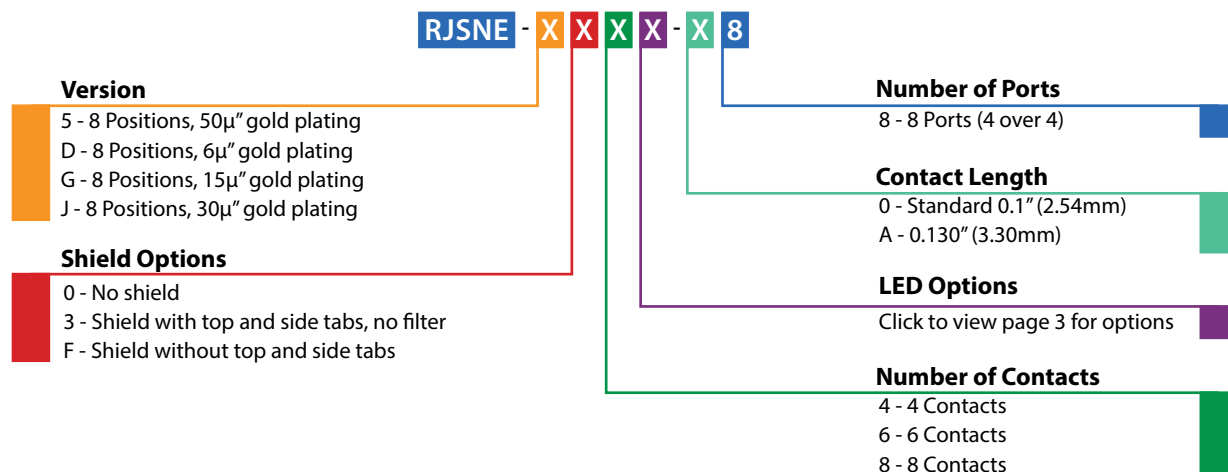 RJSNE - X X X X - X 8
Version
5 - 8 Positions, 50µ” gold plating
D - 8 Positions, 6µ” gold plating
G - 8 Positions, 15µ” gold plating
J - 8 Positions, 30µ” gold plating
Shield Options
0 - No shield
3 - Shield with top and side tabs, no filter
F - Shield without top and side tabs
Number of Ports
8 - 8 Ports (4 over 4)
Contact Length
0 - Standard 0.1” (2.54mm)
A - 0.130” (3.30mm)
LED Options
Click to view page 3 for options
Number of Contacts
4 - 4 Contacts
6 - 6 Contacts
8 - 8 Contacts